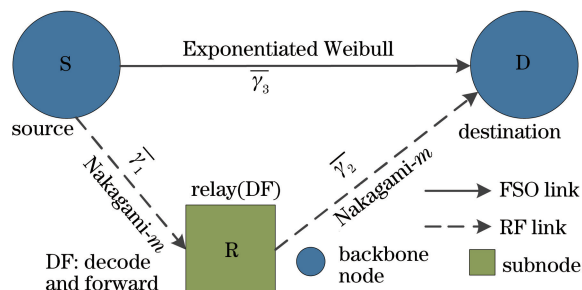 S
Exponentiated Weibull
D
γ̅₃
source
destination
γ̅₁
Nakagami-m
γ̅₂
Nakagami-m
relay(DF)
R
FSO link
RF link
DF: decode
and forward
backbone
node
subnode